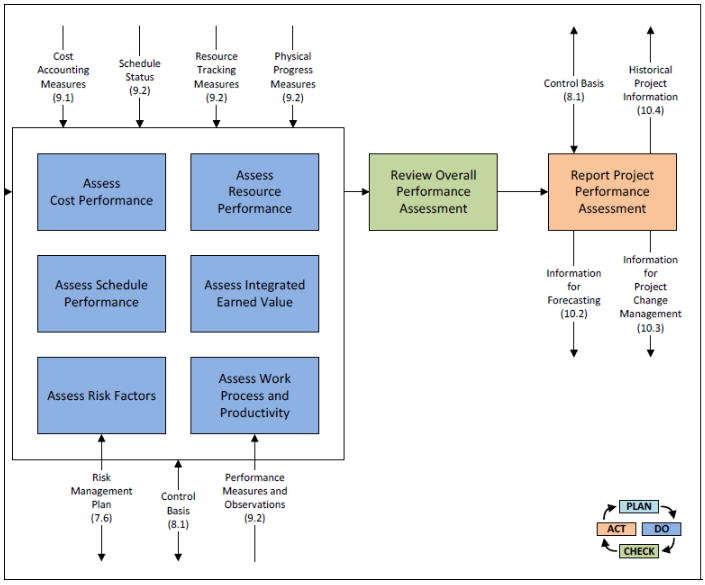 Cost
Accounting
Measures
(9.1)
Schedule
Status
(9.2)
Resource
Tracking
Measures
(9.2)
Physical
Progress
Measures
(9.2)
Control Basis
(8.1)
Historical
Project
Information
(10.4)
Assess
Cost Performance
Assess
Resource
Performance
Review Overall
Performance
Assessment
Report Project
Performance
Assessment
Assess Schedule
Performance
Assess Integrated
Earned Value
Information
for
Forecasting
(10.2)
Information
for
Project
Change
Management
(10.3)
Assess Risk Factors
Assess Work
Process and
Productivity
Risk
Management
Plan
(7.6)
Control
Basis
(8.1)
Performance
Measures and
Observations
(9.2)
PLAN
ACT
DO
CHECK